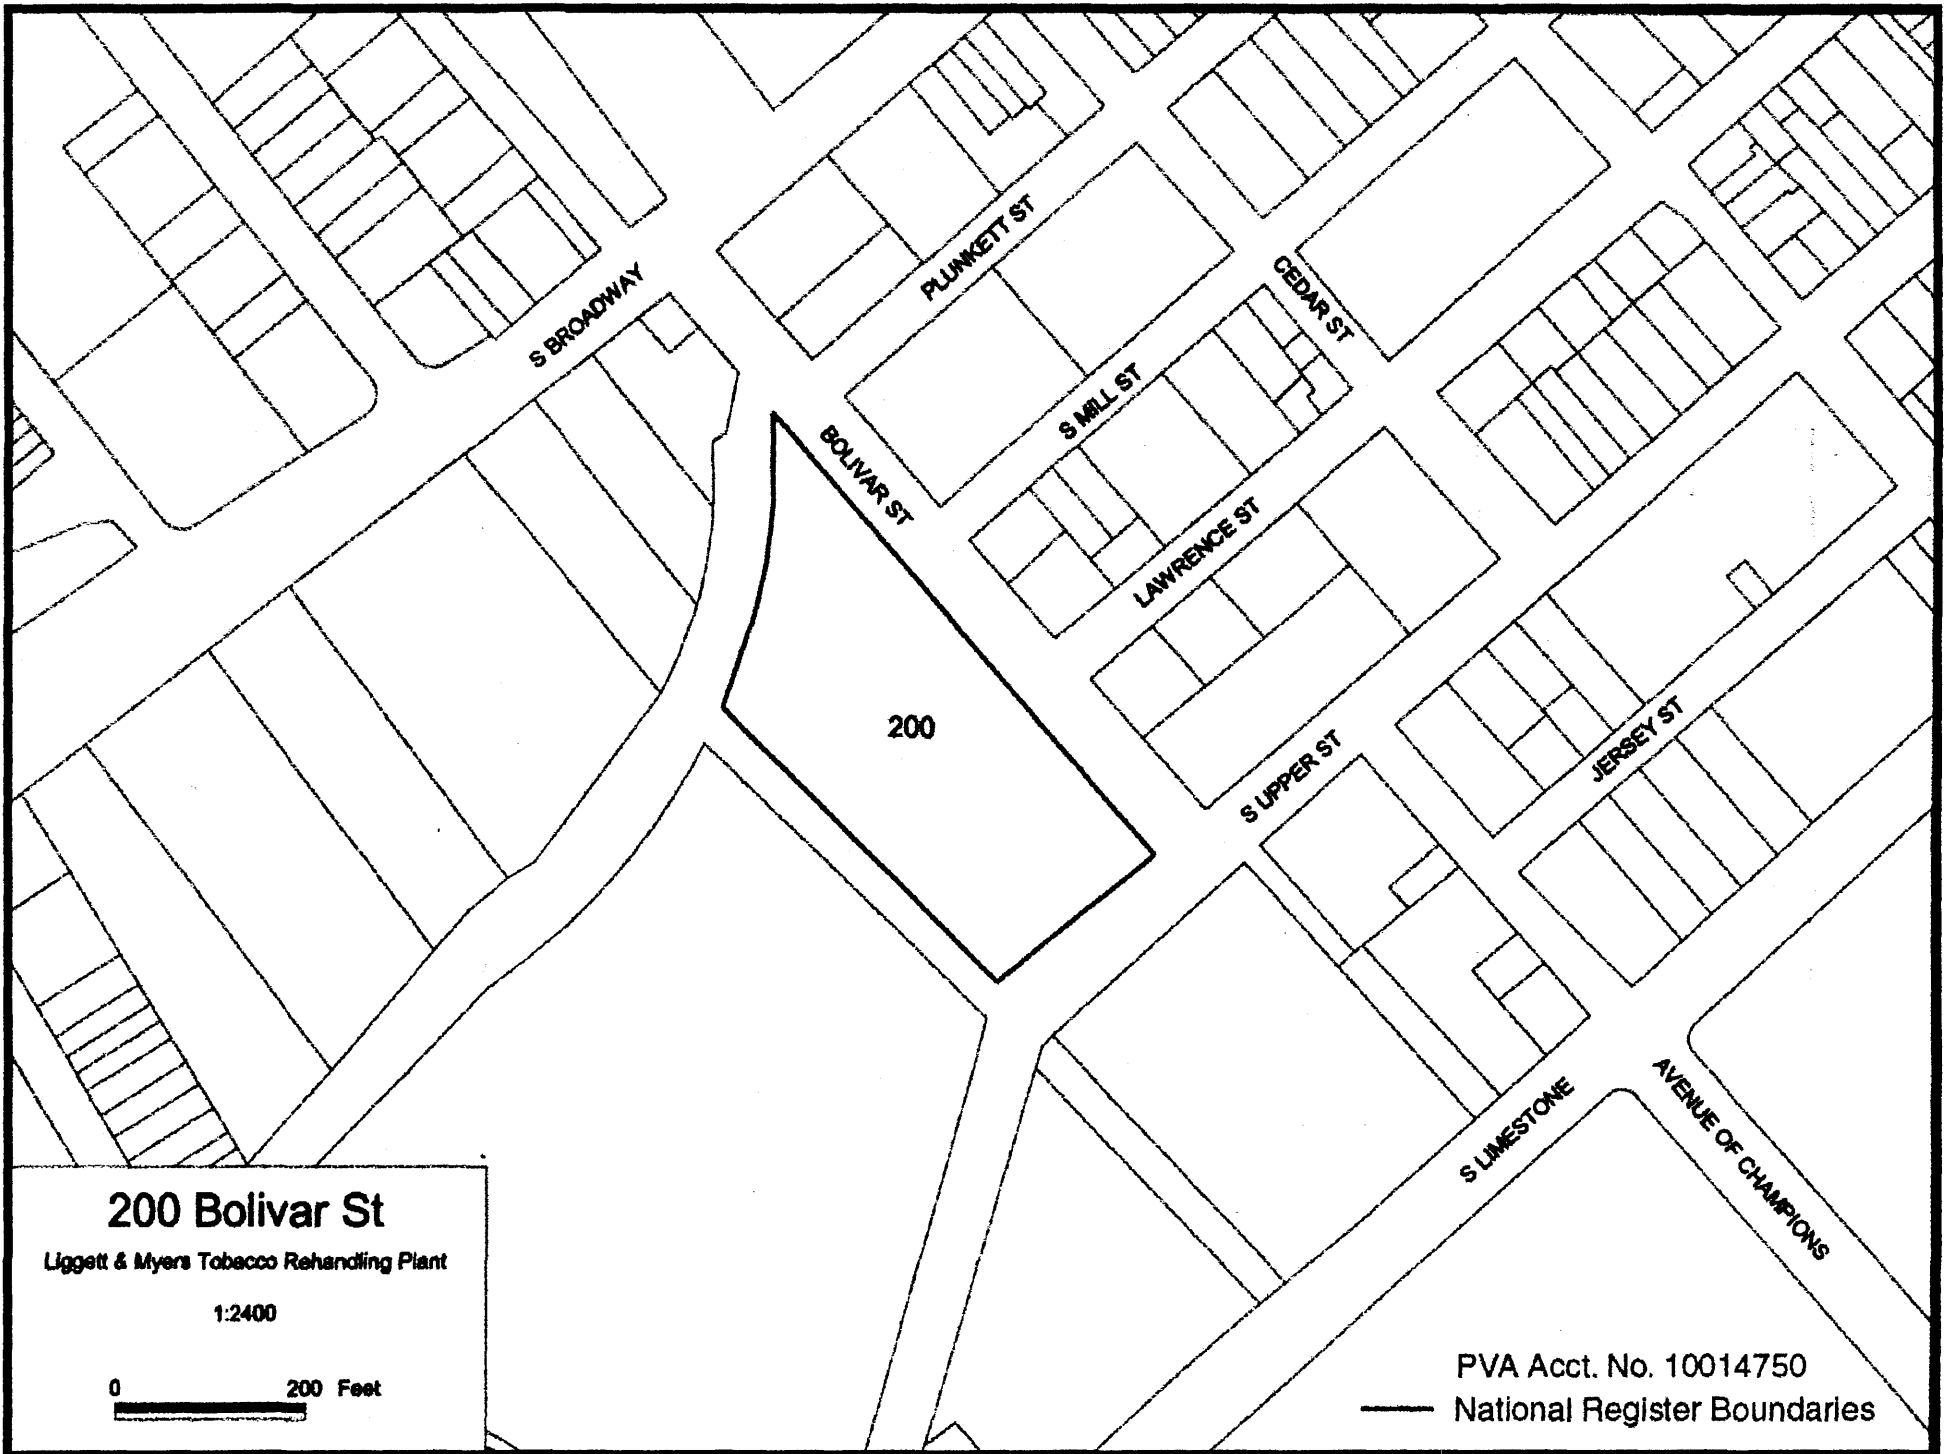 PLUNKETT ST
CEDAR ST
S BROADWAY
S MILL ST
BOLIVAR ST
LAWRENCE ST
200
JERSEY ST
S UPPER ST
S LIMESTONE
AVENUE OF CHAMPIONS
200 Bolivar St
Liggett & Myers Tobacco Rehandling Plant
1:2400
0 200 Feet
PVA Acct. No. 10014750
National Register Boundaries